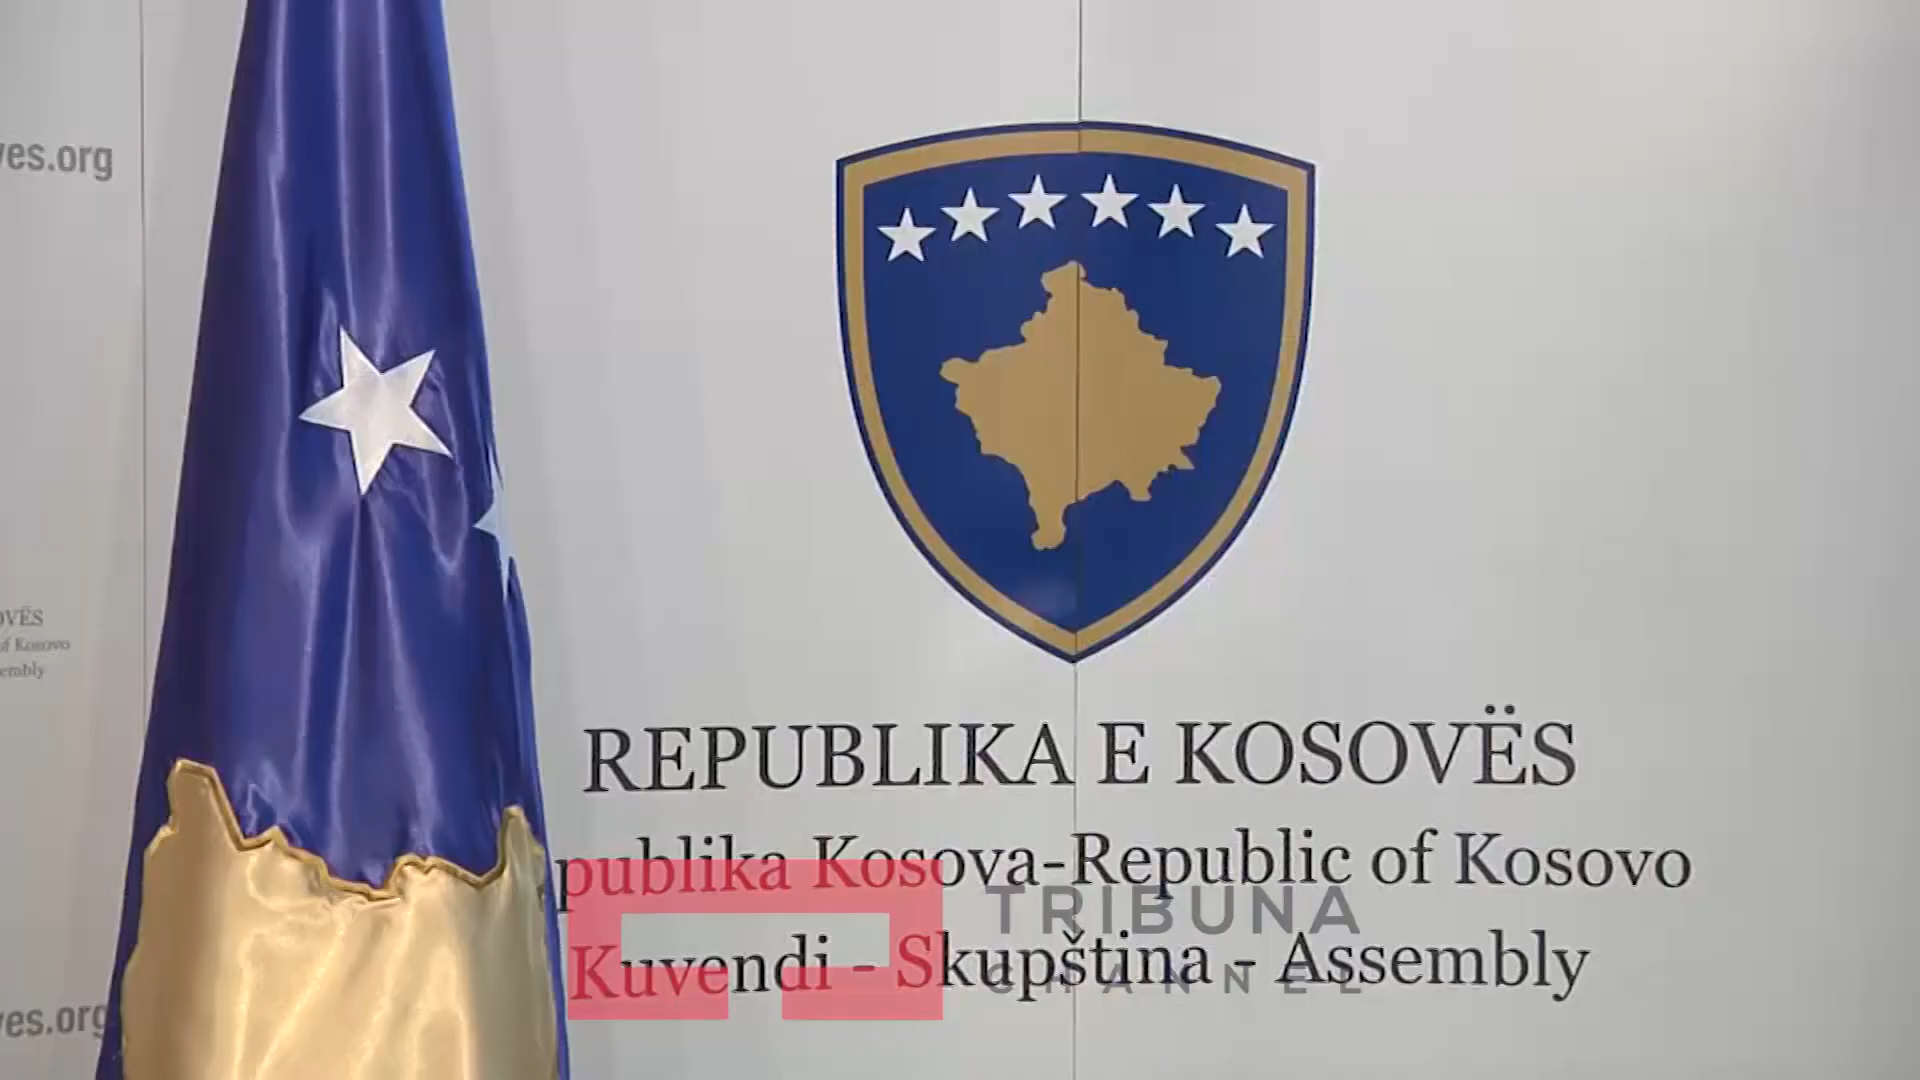 ves.org
OVËS
of Kosovo
embly
ves.org
REPUBLIKA E KOSOVËS
publika Kosova-Republic of Kosovo
Kuvendi - Skupština - Assembly
TRIBUNA
CHANNEL